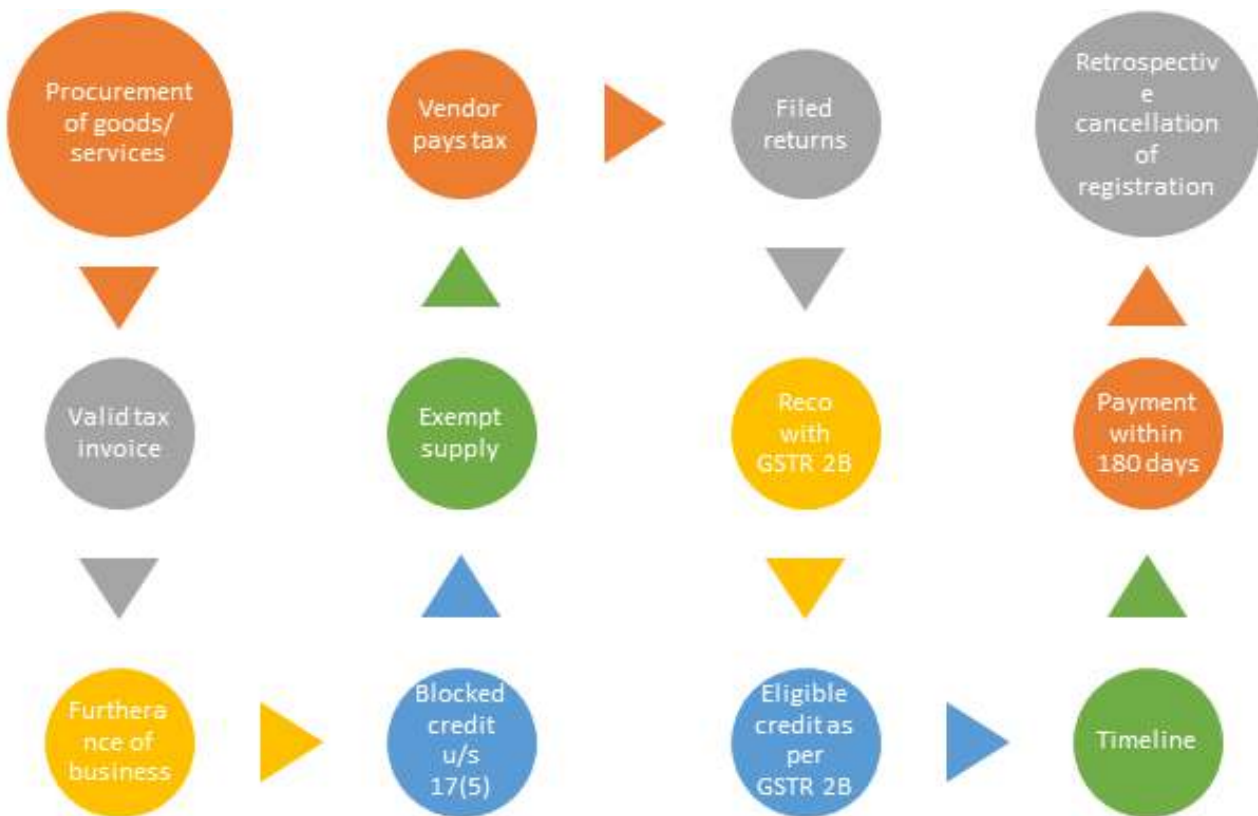 Procurement
of goods/
services
Valid tax
invoice
Furthera
nce of
business
Blocked
credit
u/s
17(5)
Exempt
supply
Vendor
pays tax
Filed
returns
Reco
with
GSTR 2B
Eligible
credit as
per
GSTR 2B
Timeline
Payment
within
180 days
Retrospectiv
e
cancellation
of
registration